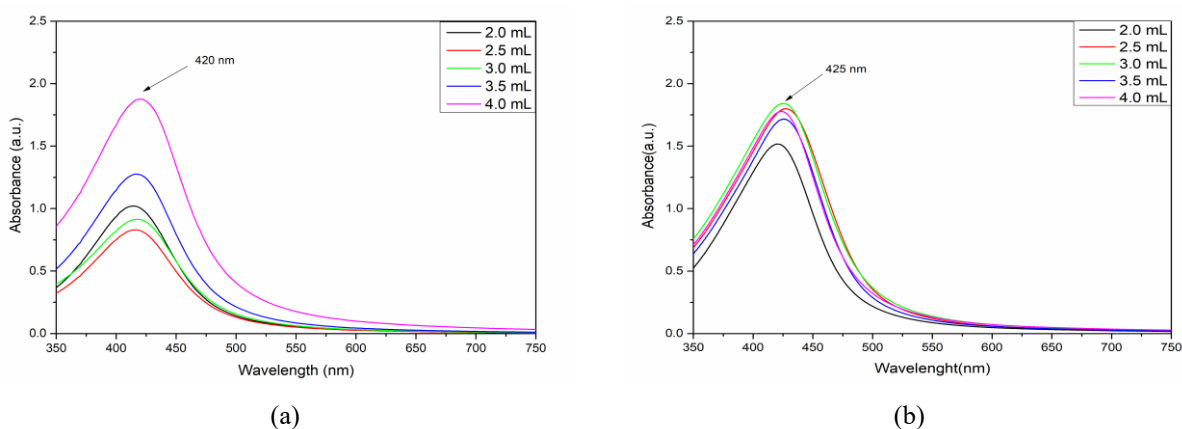 2.5
2.0
1.5
1.0
0.5
0.0
Absorbance (a.u.)
350 400 450 500 550 600 650 700 750
Wavelength (nm)
420 nm
2.0 mL
2.5 mL
3.0 mL
3.5 mL
4.0 mL
(a)
2.5
2.0
1.5
1.0
0.5
0.0
Absorbance(a.u.)
350 400 450 500 550 600 650 700 750
Wavelenght(nm)
425 nm
2.0 mL
2.5 mL
3.0 mL
3.5 mL
4.0 mL
(b)